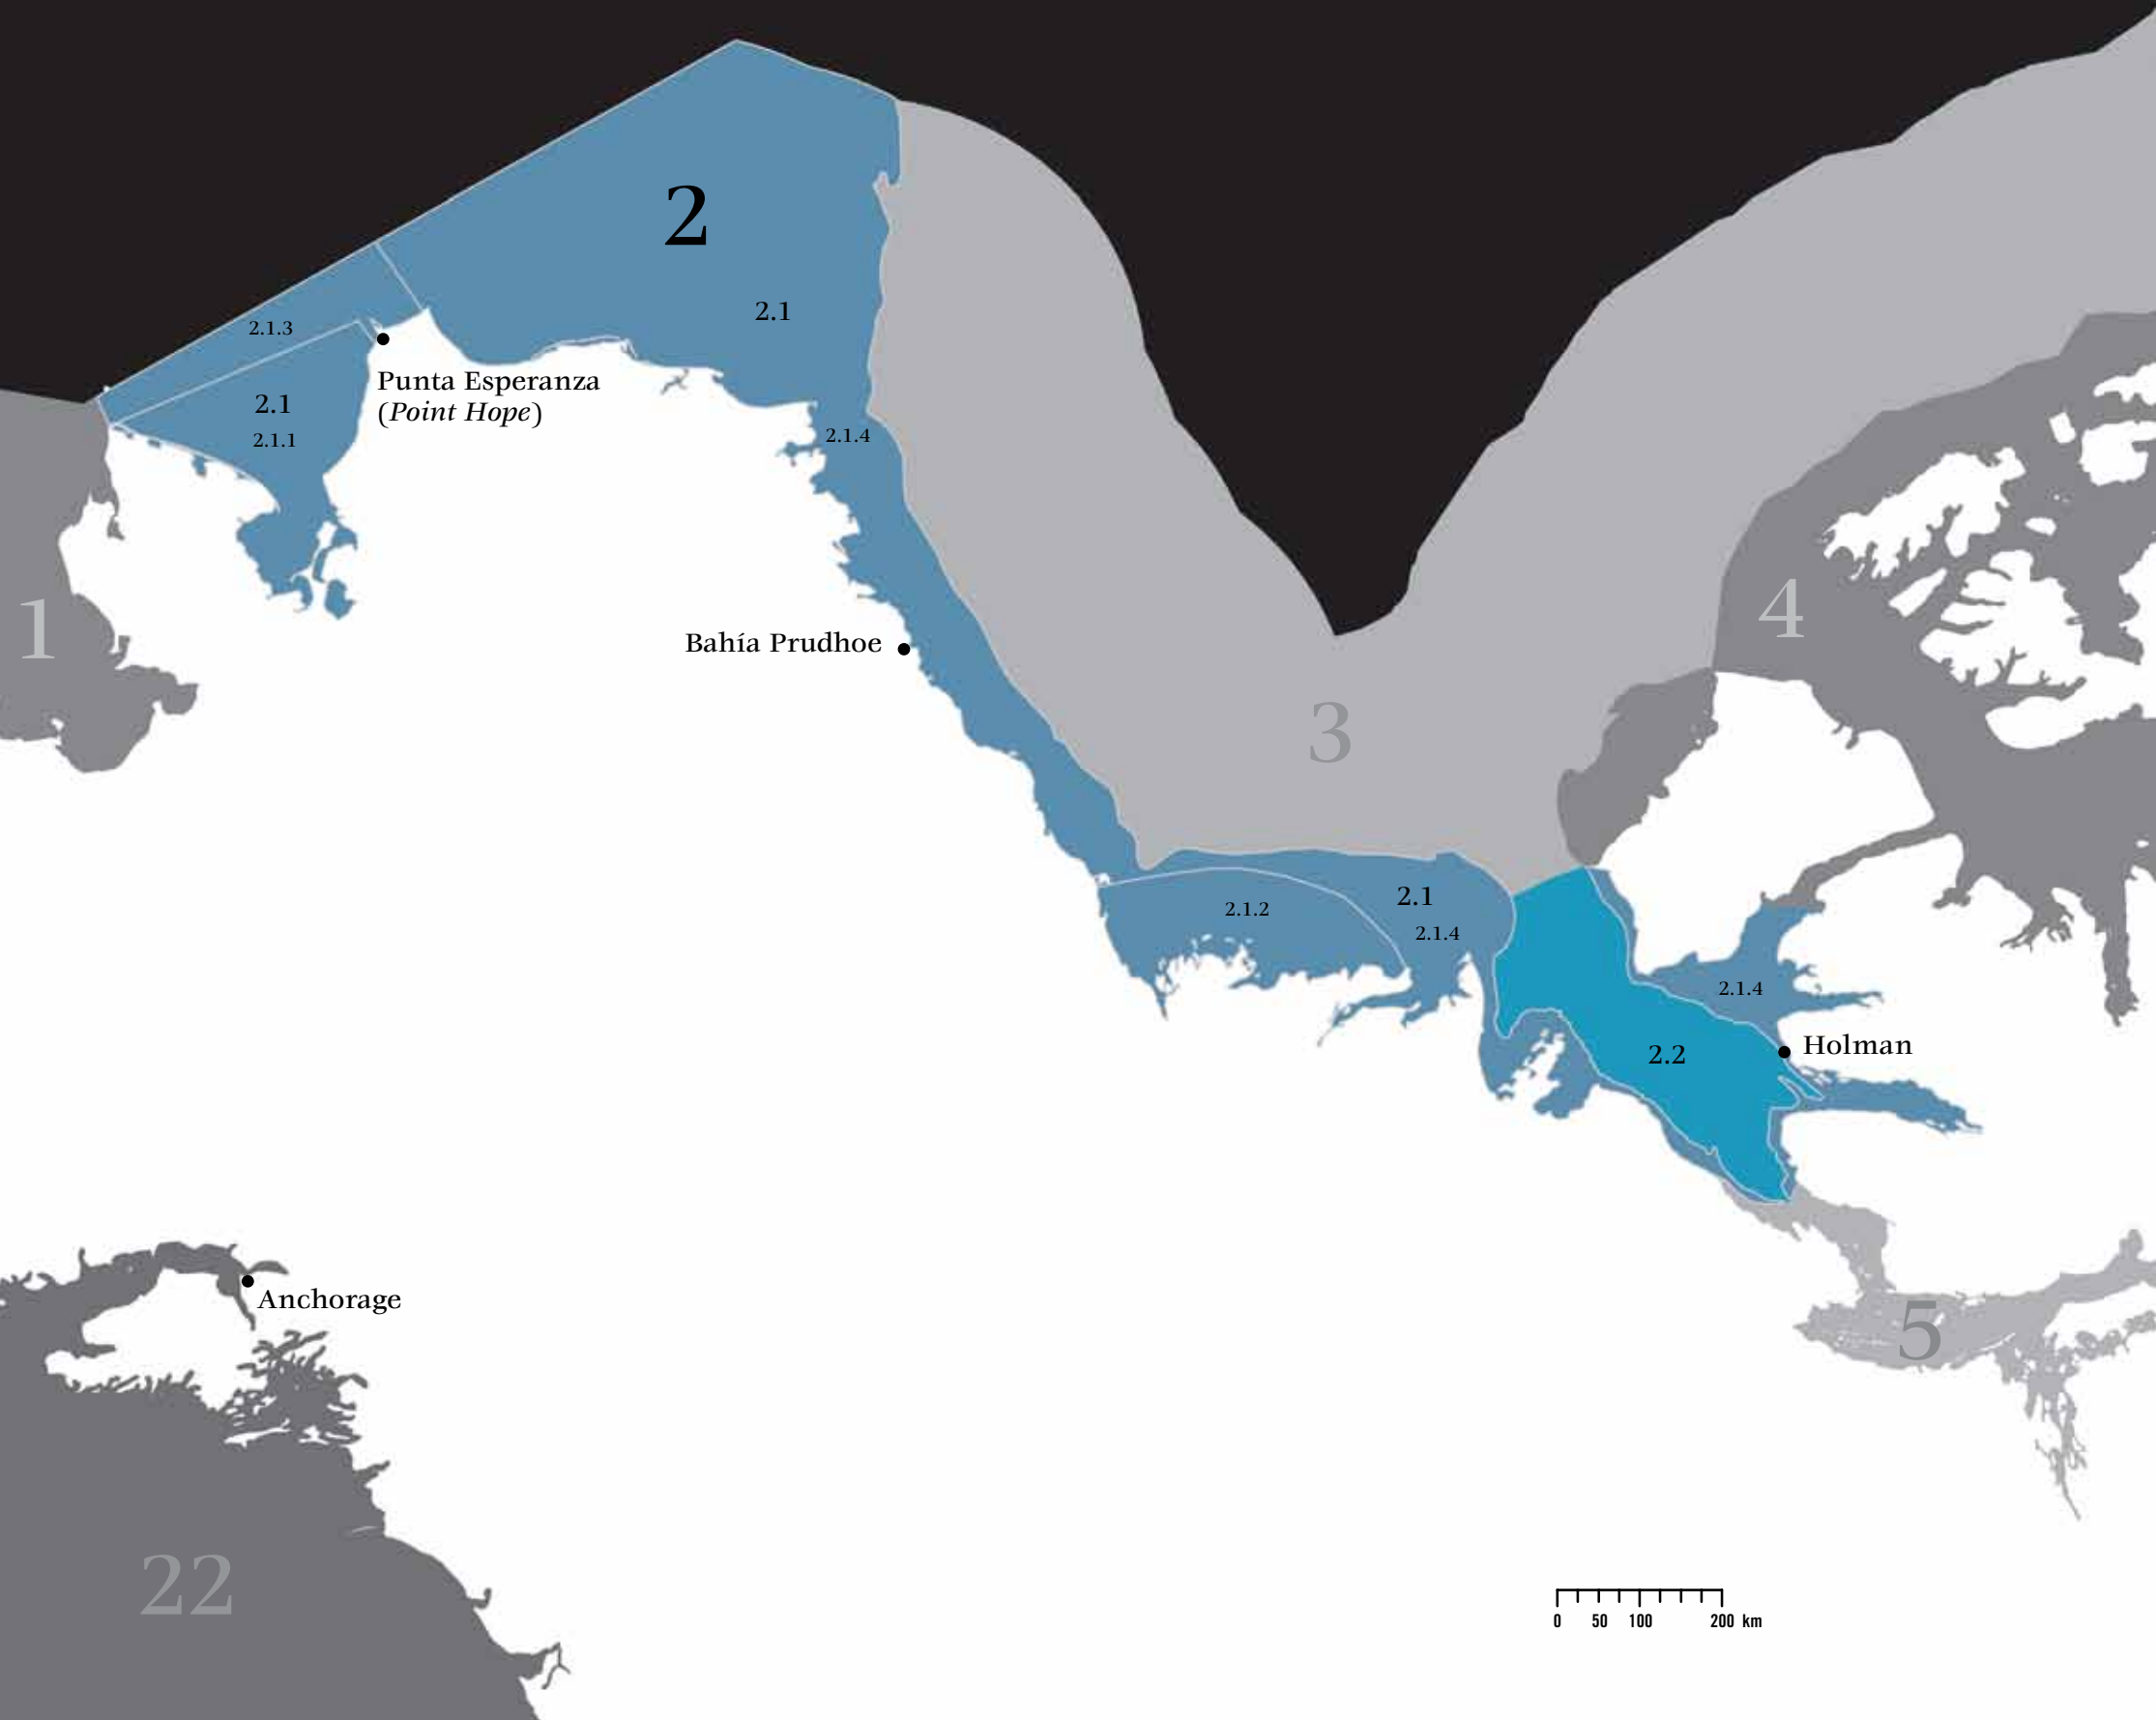 2
2.1
2.1.3
Punta Esperanza
(Point Hope)
2.1
2.1.1
2.1.4
1
4
Bahía Prudhoe
3
2.1
2.1.2
2.1.4
2.1.4
Holman
2.2
Anchorage
5
22
0 50 100 200 km